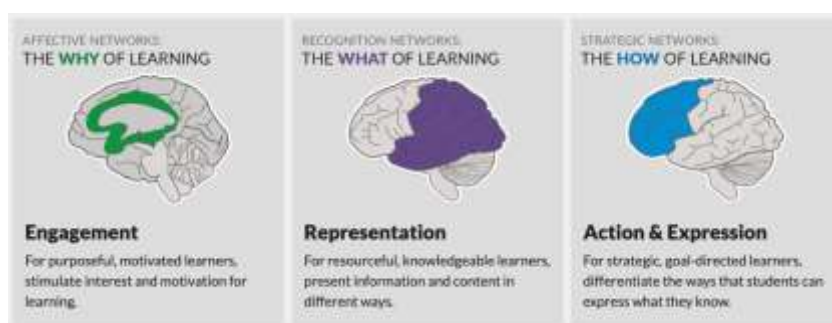 AFFECTIVE NETWORKS:
THE WHY OF LEARNING
Engagement
For purposeful, motivated learners,
stimulate interest and motivation for
learning.
RECOGNITION NETWORKS:
THE WHAT OF LEARNING
Representation
For resourceful, knowledgeable learners,
present information and content in
different ways.
STRATEGIC NETWORKS:
THE HOW OF LEARNING
Action & Expression
For strategic, goal-directed learners,
differentiate the ways that students can
express what they know.